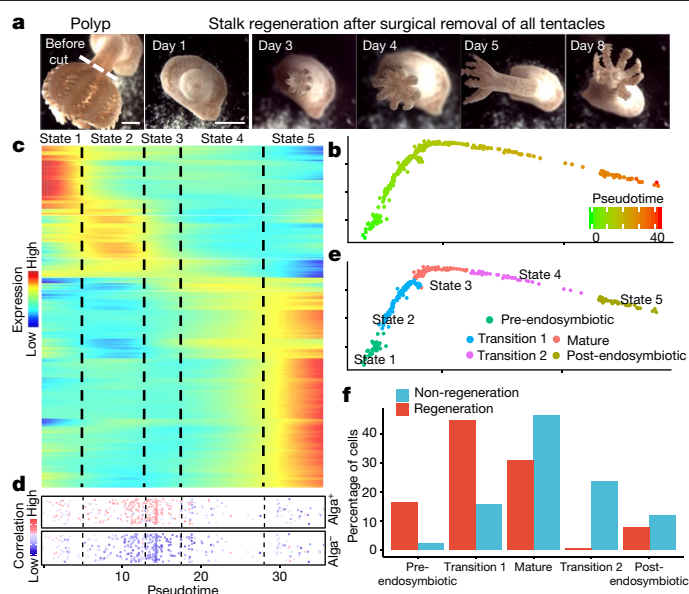 a Polyp Stalk regeneration after surgical removal of all tentacles
Before
cut
Day 1
Day 3
Day 4
Day 5
Day 8
c State 1 State 2 State 3 State 4 State 5
Expression
Low High
b
Pseudotime
0 40
e
State 1
State 2
State 3
State 4
State 5
Pre-endosymbiotic
Transition 1 Mature
Transition 2 Post-endosymbiotic
d
Correlation
Low High
Alga+
Alga−
10 20 30
Pseudotime
f
Non-regeneration
Regeneration
Percentage of cells
40
30
20
10
0
Pre-
endosymbiotic
Transition 1
Mature
Transition 2
Post-
endosymbiotic